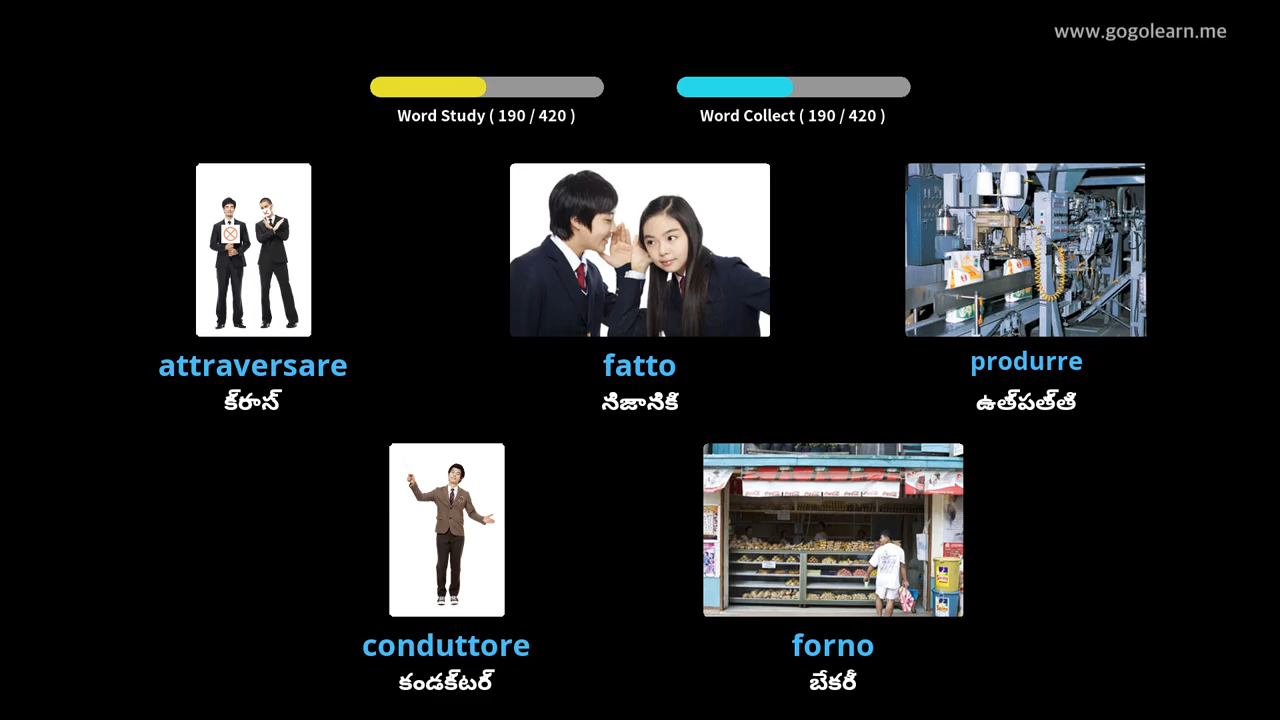 www.gogolearn.me
Word Study ( 190 / 420 )
Word Collect ( 190 / 420 )
attraversare
క్‌రాస్
fatto
నిజానికి
produrre
ఉత్‌పత్‌తి
conduttore
కండక్‌టర్
forno
బేకరీ